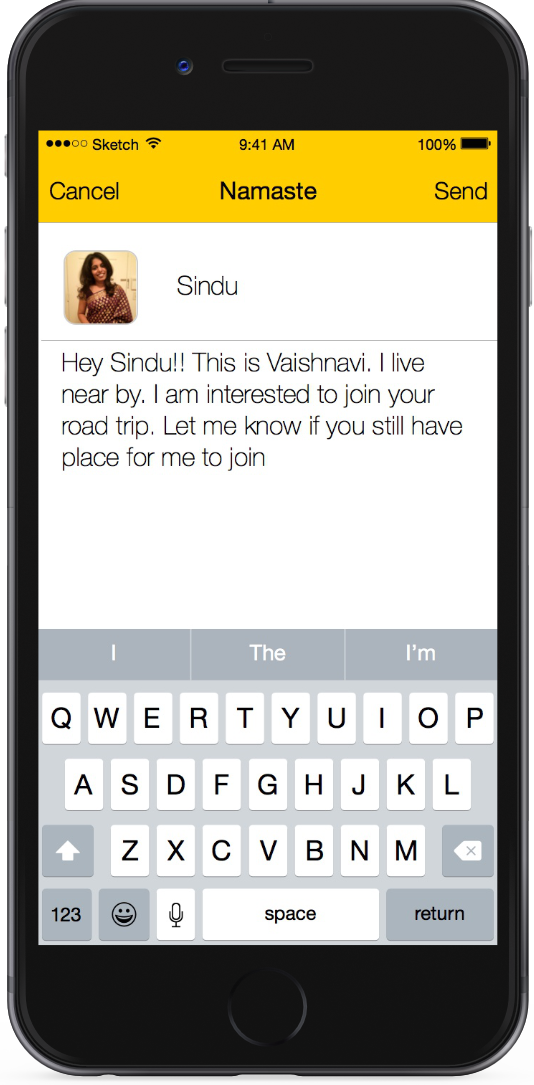 ●●●○○ Sketch 9:41 AM 100%
Cancel Namaste Send
Sindu
Hey Sindu!! This is Vaishnavi. I live
near by. I am interested to join your
road trip. Let me know if you still have
place for me to join
I The I'm
Q W E R T Y U I O P
A S D F G H J K L
Z X C V B N M
123 space return